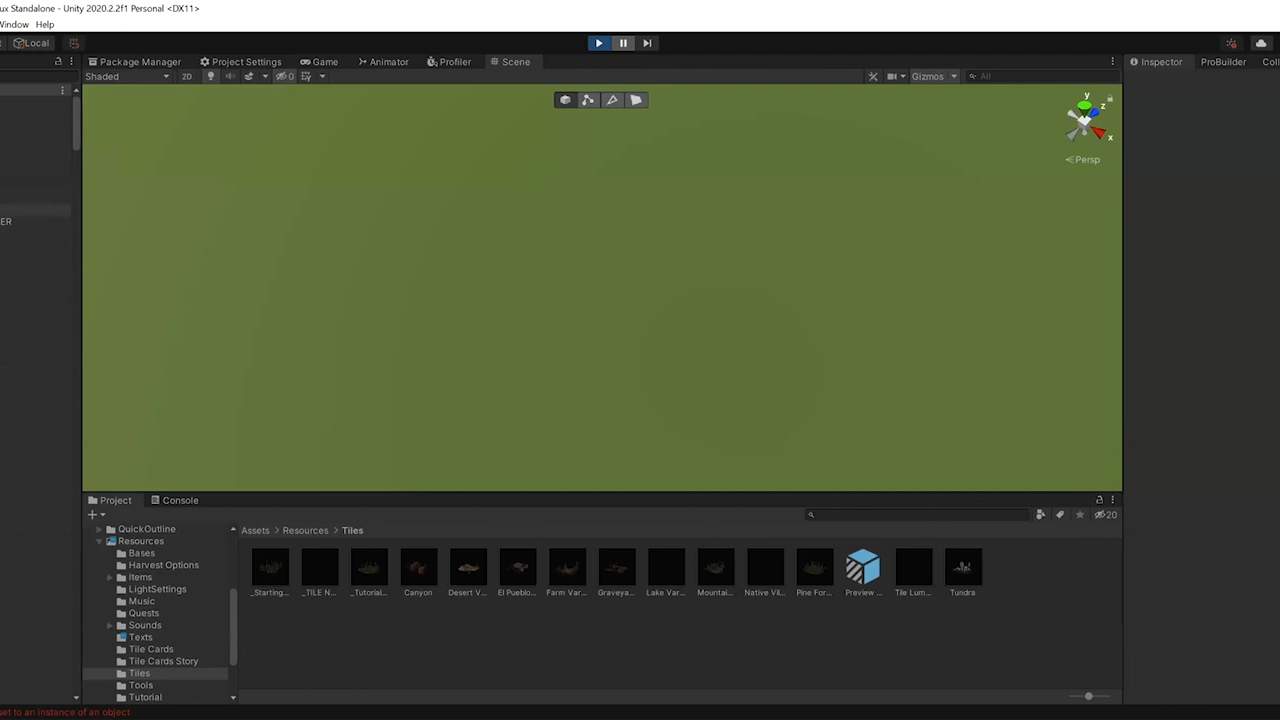 ux Standalone - Unity 2020.2.2f1 Personal <DX11>
Window Help
Local
Package Manager Project Settings Game Animator Profiler Scene Inspector ProBuilder Col
Shaded 2D 0 Gizmos All
y
z
x
Persp
ER
Project Console
20
QuickOutline
Resources
Bases
Harvest Options
Items
LightSettings
Music
Quests
Sounds
Texts
Tile Cards
Tile Cards Story
Tiles
Tools
Tutorial
Assets > Resources > Tiles
_Starting... _TILE N... _Tutorial... Canyon Desert V... El Pueblo... Farm Var... Graveya... Lake Var... Mountai... Native Vil... Pine For... Preview ... Tile Lum... Tundra
set to an instance of an object